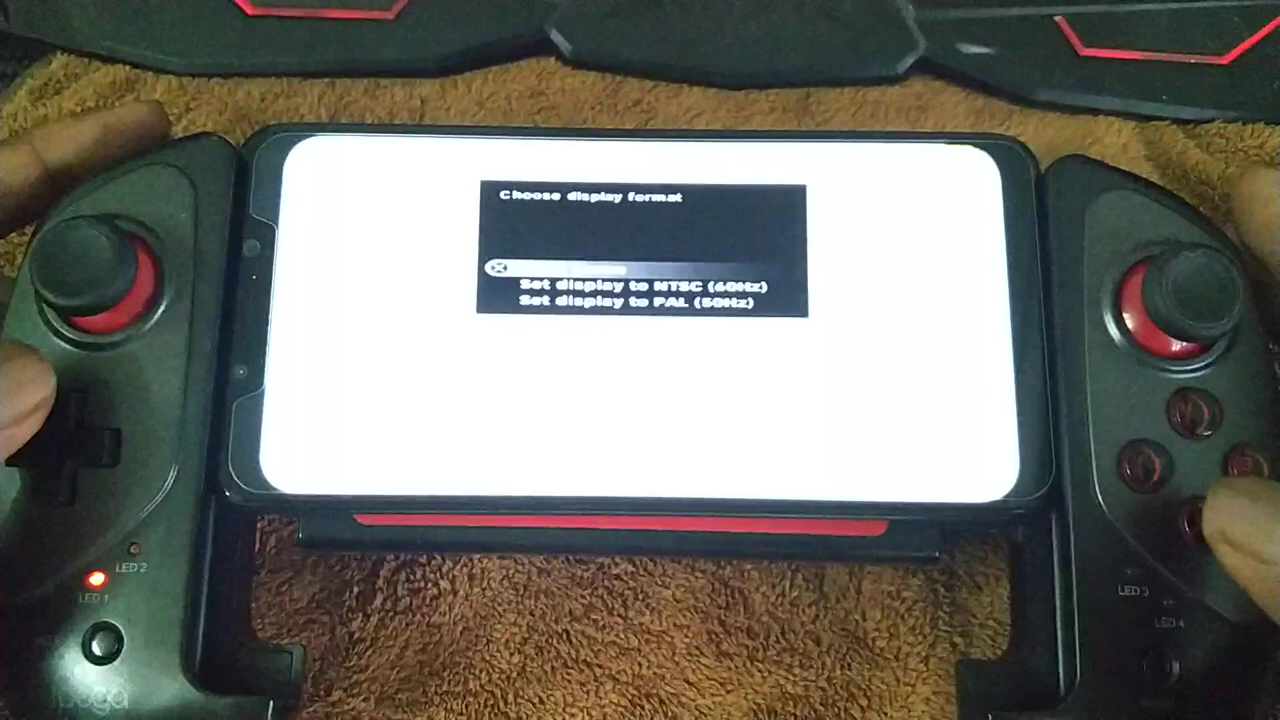 Choose display format
Set display to NTSC (60Hz)
Set display to PAL (50Hz)
LED 2
LED 1
LED 3
LED 4